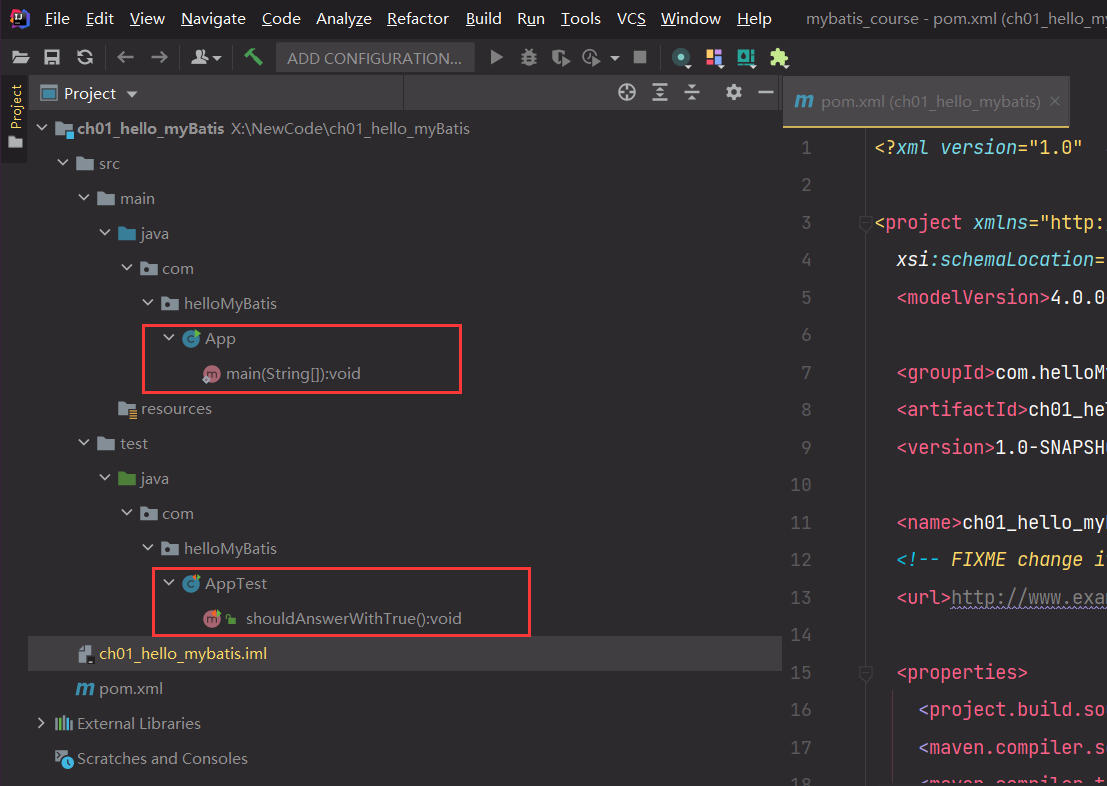 File Edit View Navigate Code Analyze Refactor Build Run Tools VCS Window Help mybatis_course - pom.xml (ch01_hello_my
ADD CONFIGURATION...
Project
Project
pom.xml (ch01_hello_mybatis)
ch01_hello_myBatis X:\NewCode\ch01_hello_myBatis
src
main
java
com
helloMyBatis
App
main(String[]):void
resources
test
java
com
helloMyBatis
AppTest
shouldAnswerWithTrue():void
ch01_hello_mybatis.iml
pom.xml
External Libraries
Scratches and Consoles
1 <?xml version="1.0"
2
3 <project xmlns="http:
4 xsi:schemaLocation=
5 <modelVersion>4.0.0
6
7 <groupId>com.helloM
8 <artifactId>ch01_hel
9 <version>1.0-SNAPSH
10
11 <name>ch01_hello_my
12 <!-- FIXME change i
13 <url>http://www.exa
14
15 <properties>
16 <project.build.so
17 <maven.compiler.s
18 <maven.compiler.t